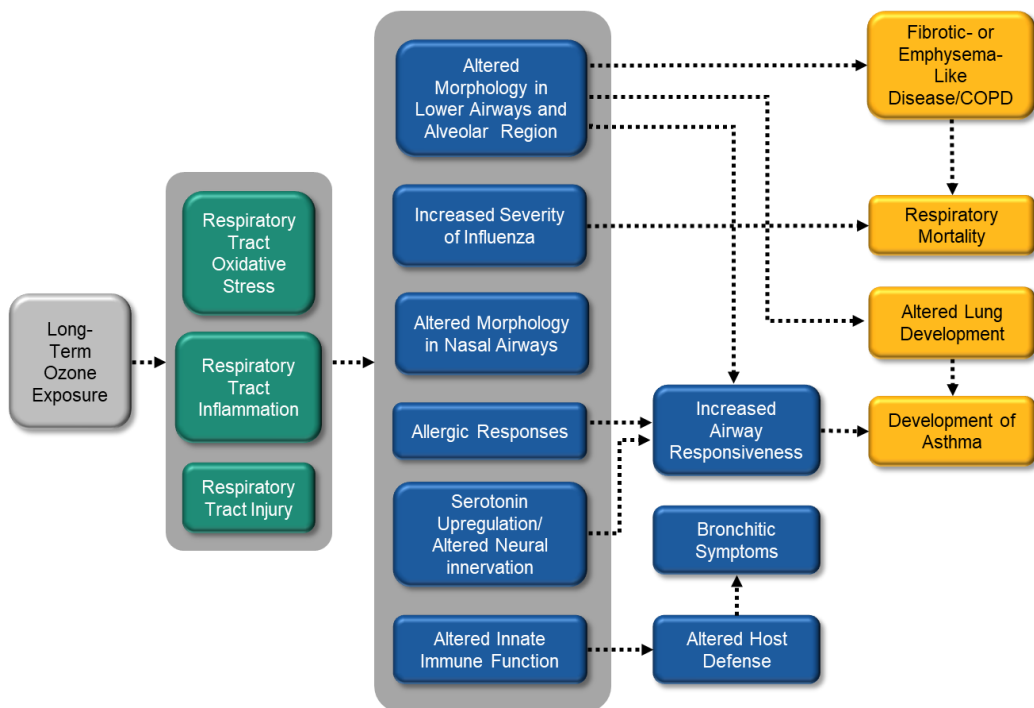 Long-
Term
Ozone
Exposure
Respiratory
Tract
Oxidative
Stress
Respiratory
Tract
Inflammation
Respiratory
Tract Injury
Altered
Morphology in
Lower Airways and
Alveolar Region
Increased Severity
of Influenza
Altered Morphology
in Nasal Airways
Allergic Responses
Serotonin
Upregulation/
Altered Neural
innervation
Altered Innate
Immune Function
Increased
Airway
Responsiveness
Bronchitic
Symptoms
Altered Host
Defense
Fibrotic- or
Emphysema-
Like
Disease/COPD
Respiratory
Mortality
Altered Lung
Development
Development of
Asthma